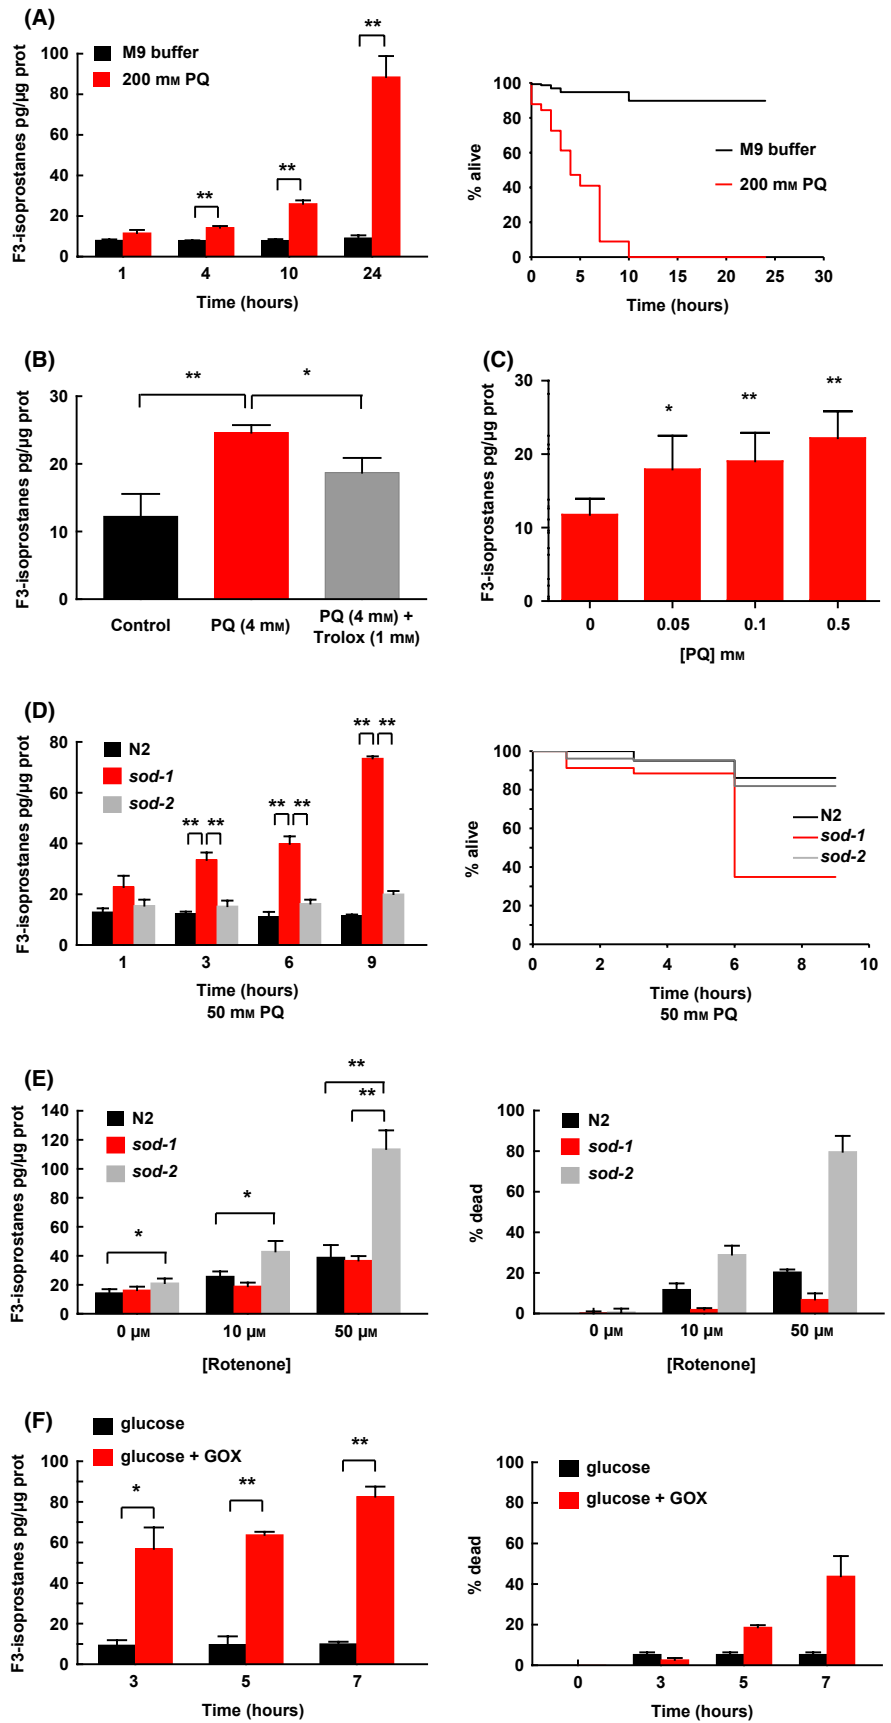 (A)
F3-isoprostanes pg/µg prot
100
80
60
40
20
0
M9 buffer
200 mM PQ
**
**
**
1 4 10 24
Time (hours)
% alive
100
80
60
40
20
0
M9 buffer
200 mM PQ
0 5 10 15 20 25 30
Time (hours)
(B)
F3-isoprostanes pg/µg prot
30
20
10
0
** *
Control PQ (4 mM) PQ (4 mM) +
Trolox (1 mM)
(C)
F3-isoprostanes pg/µg prot
30
20
10
0
* ** **
0 0.05 0.1 0.5
[PQ] mM
(D)
F3-isoprostanes pg/µg prot
80
60
40
20
0
N2
sod-1
sod-2
** **
** **
** **
1 3 6 9
Time (hours)
50 mM PQ
% alive
100
80
60
40
20
0
N2
sod-1
sod-2
0 2 4 6 8 10
Time (hours)
50 mM PQ
(E)
F3-isoprostanes pg/µg prot
140
120
100
80
60
40
20
0
N2
sod-1
sod-2
*
*
**
**
0 µM 10 µM 50 µM
[Rotenone]
% dead
100
80
60
40
20
0
N2
sod-1
sod-2
0 µM 10 µM 50 µM
[Rotenone]
(F)
F3-isoprostanes pg/µg prot
100
80
60
40
20
0
glucose
glucose + GOX
*
**
**
3 5 7
Time (hours)
% dead
100
80
60
40
20
0
glucose
glucose + GOX
0 3 5 7
Time (hours)